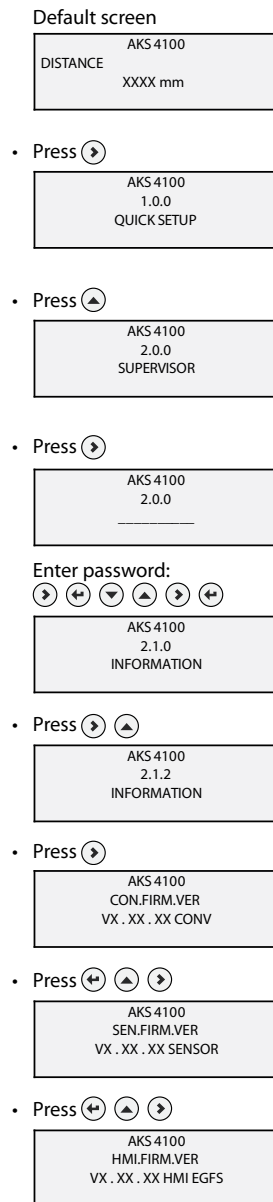 Default screen
AKS 4100
DISTANCE
XXXX mm
• Press
AKS 4100
1.0.0
QUICK SETUP
• Press
AKS 4100
2.0.0
SUPERVISOR
• Press
AKS 4100
2.0.0
__________
Enter password:
AKS 4100
2.1.0
INFORMATION
• Press
AKS 4100
2.1.2
INFORMATION
• Press
AKS 4100
CON.FIRM.VER
VX . XX . XX CONV
• Press
AKS 4100
SEN.FIRM.VER
VX . XX . XX SENSOR
• Press
AKS 4100
HMI.FIRM.VER
VX . XX . XX HMI EGFS